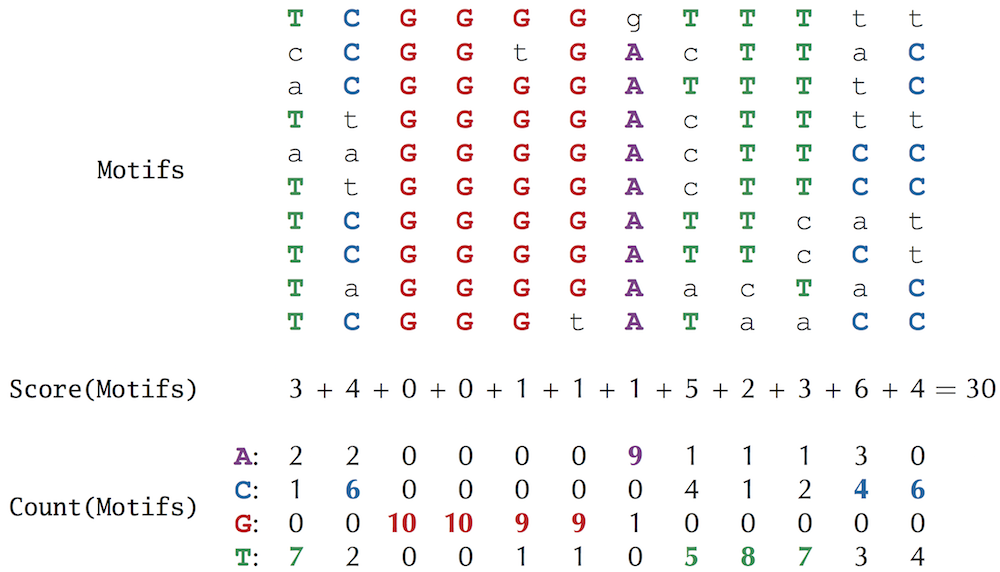 T C G G G G g T T T t t
c C G G t G A c T T a C
a C G G G G A T T T t C
T t G G G G A c T T t t
Motifs
a a G G G G A c T T C C
T t G G G G A c T T C C
T C G G G G A T T c a t
T C G G G G A T T c C t
T a G G G G A a c T a C
T C G G G t A T a a C C
Score(Motifs) 3 + 4 + 0 + 0 + 1 + 1 + 1 + 5 + 2 + 3 + 6 + 4 = 30
A: 2 2 0 0 0 0 9 1 1 1 3 0
C: 1 6 0 0 0 0 0 4 1 2 4 6
Count(Motifs)
G: 0 0 10 10 9 9 1 0 0 0 0 0
T: 7 2 0 0 1 1 0 5 8 7 3 4